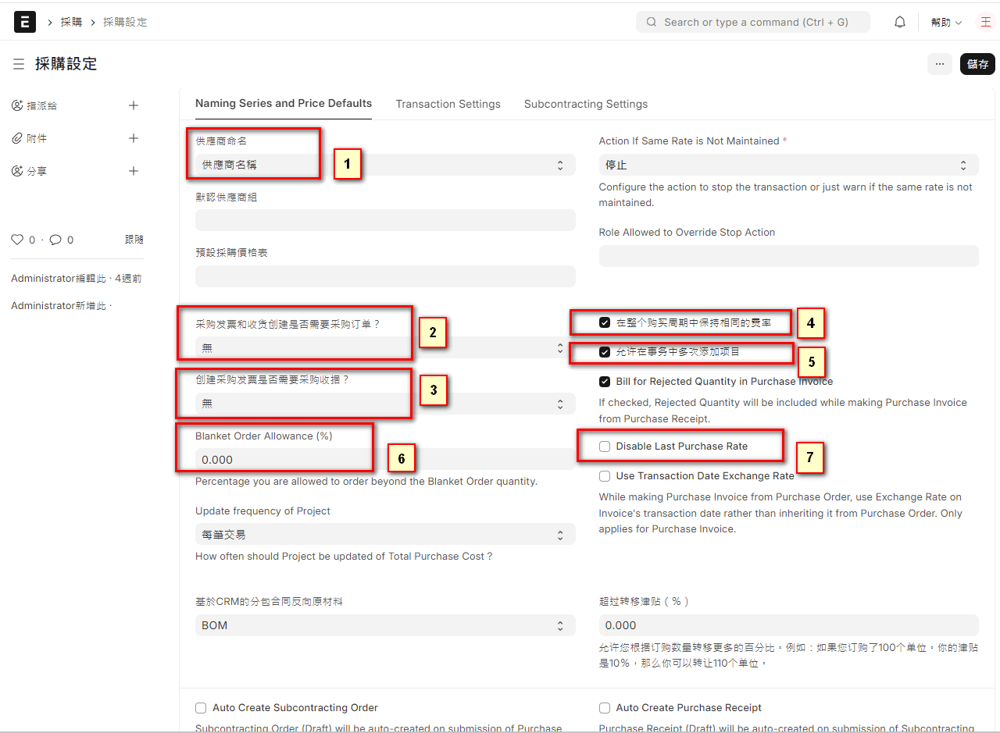 E
採購
採購設定
Search or type a command (Ctrl + G)
幫助
王
採購設定
···
儲存
指派給
附件
分享
0 · 0
跟隨
Administrator編輯此 · 4週前
Administrator新增此 ·
Naming Series and Price Defaults
Transaction Settings
Subcontracting Settings
供應商命名
供應商名稱
1
默認供應商組
預設採購價格表
Action If Same Rate is Not Maintained *
停止
Configure the action to stop the transaction or just warn if the same rate is not
maintained.
Role Allowed to Override Stop Action
采购发票和收货创建是否需要采购订单？
無
2
创建采购发票是否需要采购收据？
無
3
Blanket Order Allowance (%)
0.000
6
Percentage you are allowed to order beyond the Blanket Order quantity.
Update frequency of Project
每筆交易
How often should Project be updated of Total Purchase Cost ?
在整个购买周期中保持相同的费率
4
允许在事务中多次添加项目
5
Bill for Rejected Quantity in Purchase Invoice
If checked, Rejected Quantity will be included while making Purchase Invoice
from Purchase Receipt.
Disable Last Purchase Rate
7
Use Transaction Date Exchange Rate
While making Purchase Invoice from Purchase Order, use Exchange Rate on
Invoice's transaction date rather than inheriting it from Purchase Order. Only
applies for Purchase Invoice.
基於CRM的分包合同反向原材料
BOM
超过转移津贴（％）
0.000
允许您根据订购数量转移更多的百分比。例如：如果您订购了100个单位。你的津贴
是10％，那么你可以转让110个单位。
Auto Create Subcontracting Order
Subcontracting Order (Draft) will be auto-created on submission of Purchase
Auto Create Purchase Receipt
Purchase Receipt (Draft) will be auto-created on submission of Subcontracting